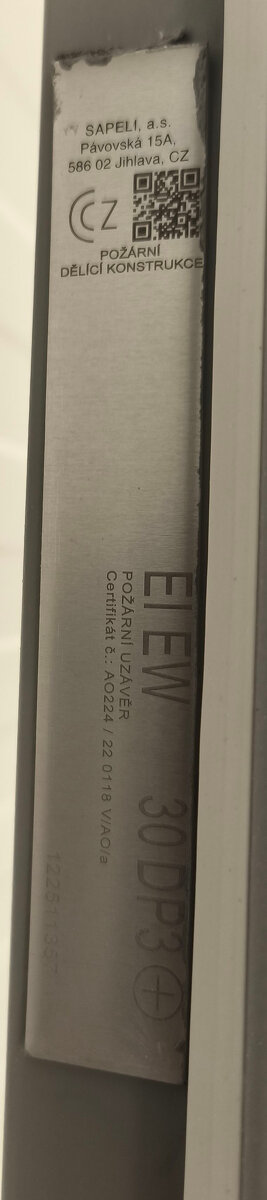 SAPELI, a.s.
Pávovská 15A,
586 02 Jihlava, CZ
CCZ
POŽÁRNÍ
DĚLÍCÍ KONSTRUKCE
EI EW 30 DP3
POŽÁRNÍ UZÁVĚR
Certifikát č.: AO224 / 22 0118 V/AO/a